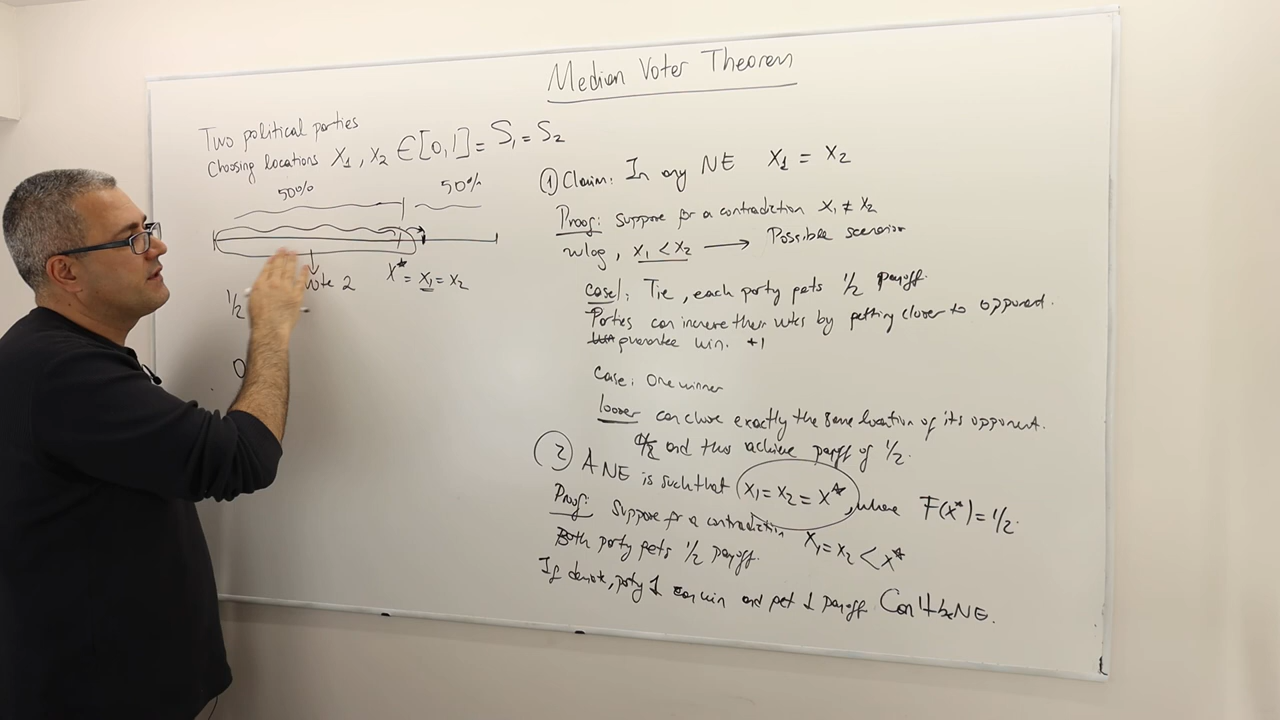 Median Voter Theorem
Two political parties
Choosing locations X₁, X₂ ∈ [0,1] = S₁ = S₂
50% 50%
vote 2
X* = X₁ = X₂
1/2
0
① Claim: In any NE X₁ = X₂
Proof: Suppose for a contradiction X₁ ≠ X₂
wlog, X₁ < X₂ → Possible scenarios
Case 1: Tie, each party gets 1/2 payoff.
Parties can increase their votes by getting closer to opponent.
guarantee win. +1
Case: One winner
looser can chose exactly the same location of its opponent.
and thus achieve payoff of 1/2.
② A NE is such that X₁ = X₂ = X*, where F(X*) = 1/2.
Proof: Suppose for a contradiction X₁ = X₂ < X*
Both party gets 1/2 payoff.
If deviate, party 1 can win and get 1 payoff Can't be NE.